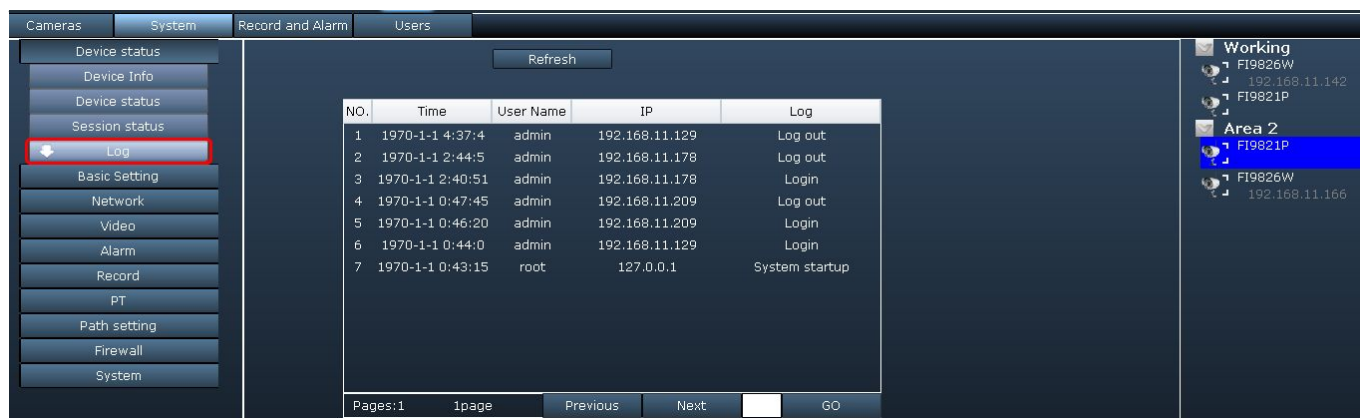 Cameras System Record and Alarm Users
Device status
Device Info
Device status
Session status
Log
Basic Setting
Network
Video
Alarm
Record
PT
Path setting
Firewall
System
Refresh
NO. Time User Name IP Log
1 1970-1-1 4:37:4 admin 192.168.11.129 Log out
2 1970-1-1 2:44:5 admin 192.168.11.178 Log out
3 1970-1-1 2:40:51 admin 192.168.11.178 Login
4 1970-1-1 0:47:45 admin 192.168.11.209 Log out
5 1970-1-1 0:46:20 admin 192.168.11.209 Login
6 1970-1-1 0:44:0 admin 192.168.11.129 Login
7 1970-1-1 0:43:15 root 127.0.0.1 System startup
Pages:1 1page Previous Next GO
Working
FI9826W
192.168.11.142
FI9821P
Area 2
FI9821P
FI9826W
192.168.11.166